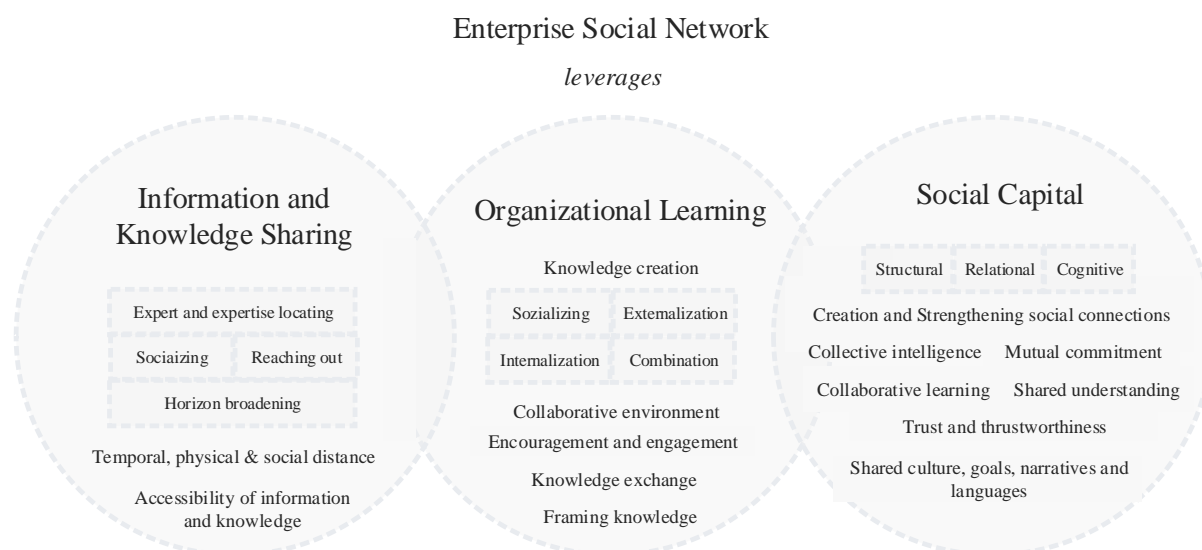 Enterprise Social Network
leverages
Information and
Knowledge Sharing
Expert and expertise locating
Sociaizing
Reaching out
Horizon broadening
Temporal, physical & social distance
Accessibility of information
and knowledge
Organizational Learning
Knowledge creation
Sozializing
Externalization
Internalization
Combination
Collaborative environment
Encouragement and engagement
Knowledge exchange
Framing knowledge
Social Capital
Structural
Relational
Cognitive
Creation and Strengthening social connections
Collective intelligence
Mutual commitment
Collaborative learning
Shared understanding
Trust and thrustworthiness
Shared culture, goals, narratives and
languages